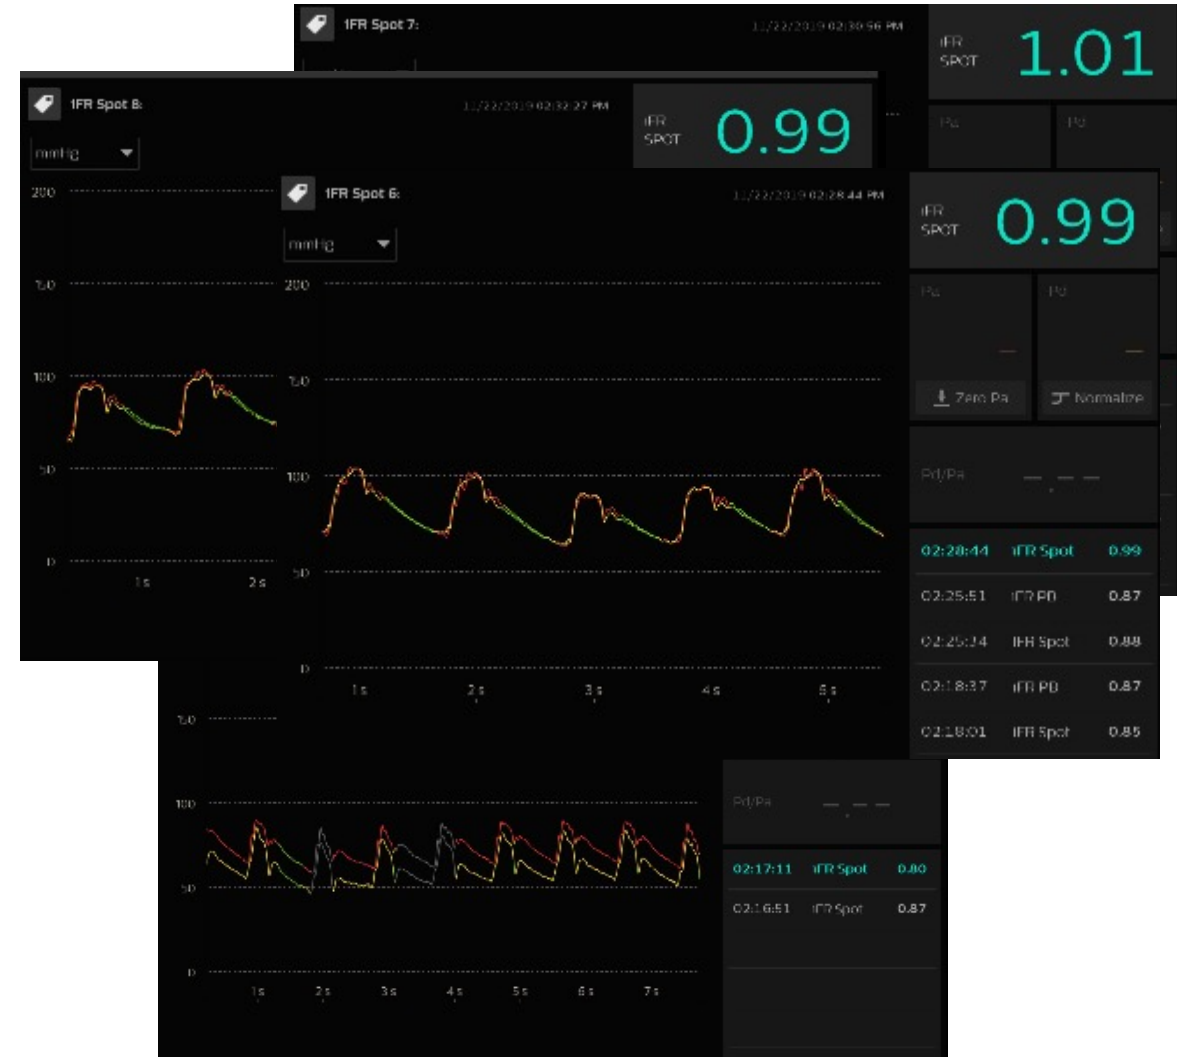 1FR Spot 7:
11/22/2019 02:30:56 PM
iFR
SPOT
1.01
Pa
Pd
1FR Spot 8:
11/22/2019 02:32:27 PM
iFR
SPOT
0.99
mmHg
200
150
100
50
0
1s
2s
1FR Spot 6:
11/22/2019 02:28:44 PM
iFR
SPOT
0.99
mmHg
200
150
100
50
0
1s
2s
3s
4s
5s
Pa
Pd
Zero Pa
Normalize
Pd/Pa
02:28:44 iFR Spot 0.99
02:25:51 iFR PB 0.87
02:25:34 iFR Spot 0.88
02:18:37 iFR PB 0.87
02:18:01 iFR Spot 0.85
150
100
50
0
1s
2s
3s
4s
5s
6s
7s
Pd/Pa
02:17:11 iFR Spot 0.80
02:16:51 iFR Spot 0.87